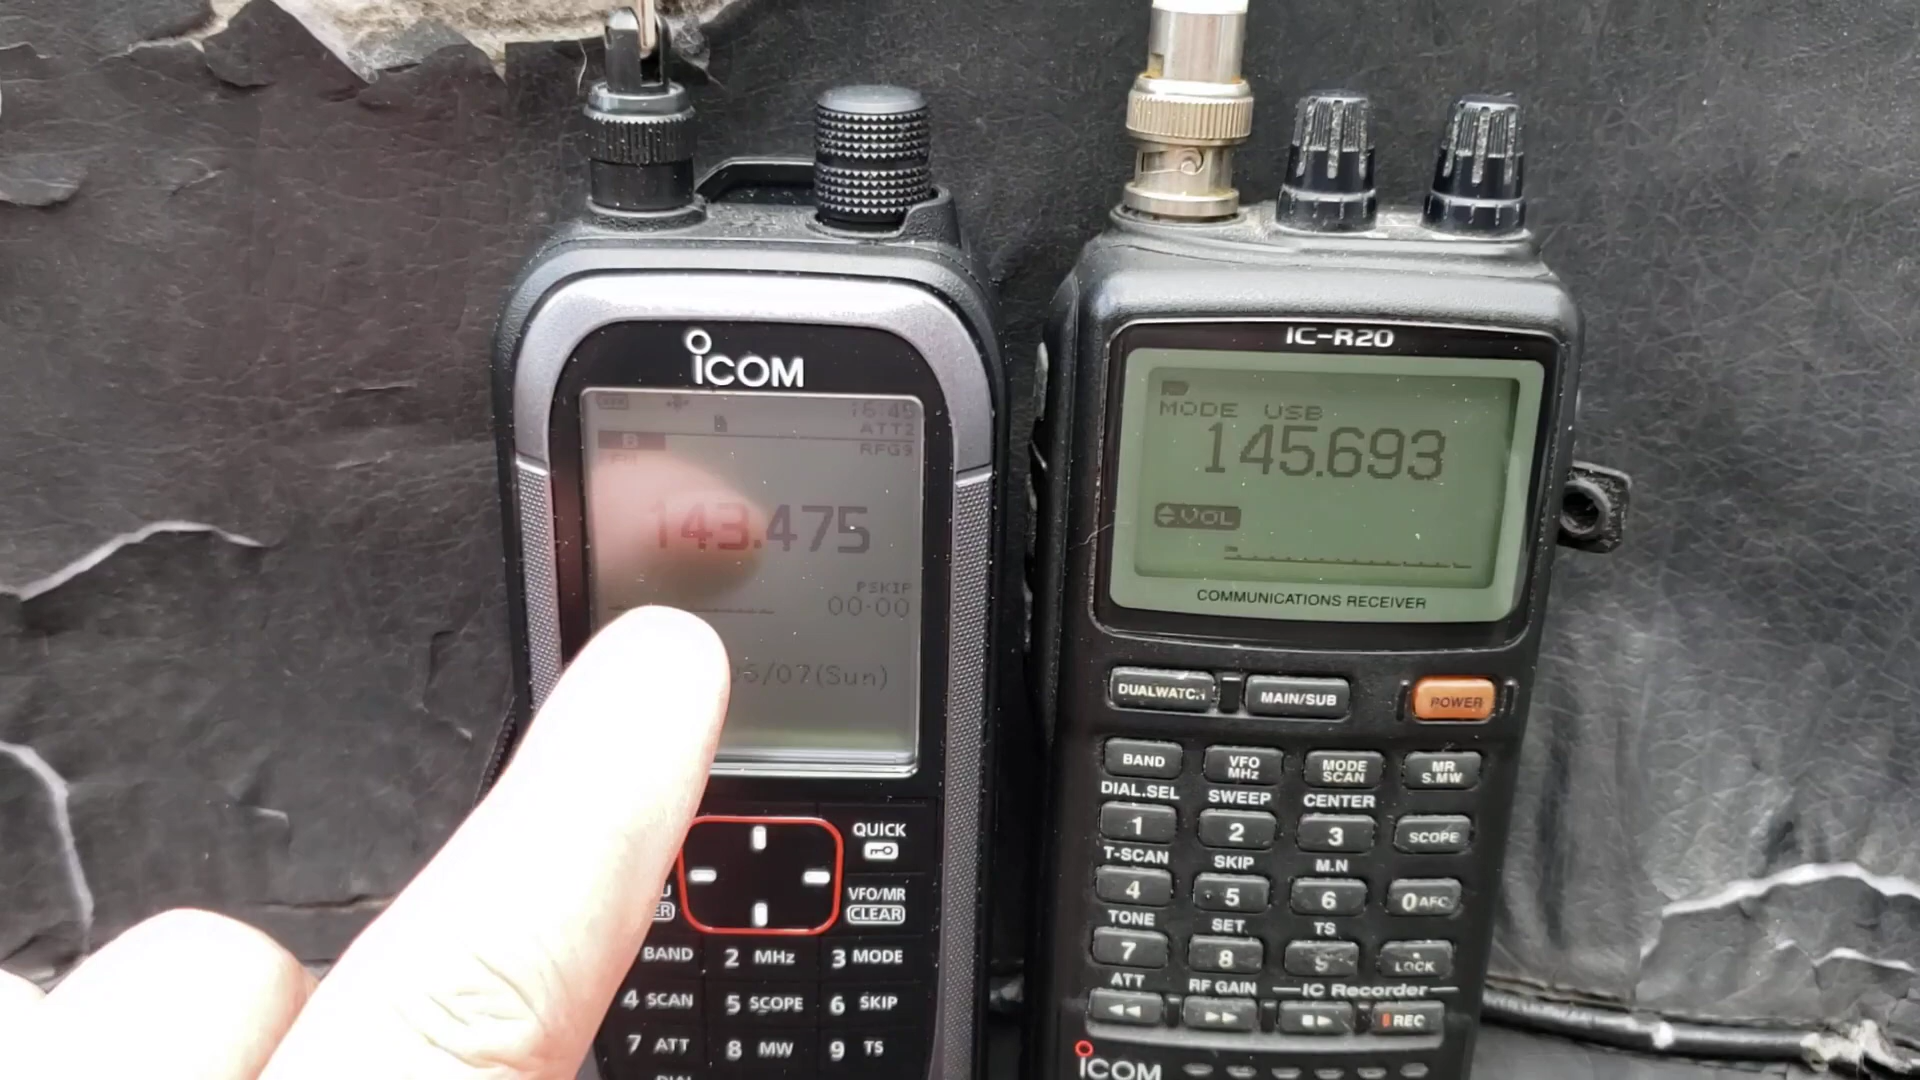 ICOM
16:45
ATT2
RFG9
B
143.475
PSKIP
00:00
/07(Sun)
QUICK
VFO/MR
CLEAR
BAND
2 MHz
3 MODE
4 SCAN
5 SCOPE
6 SKIP
7 ATT
8 MW
9 TS
DIAL
IC-R20
MODE USB
145.693
VOL
COMMUNICATIONS RECEIVER
DUALWATCH
MAIN/SUB
POWER
BAND
VFO MHz
MODE SCAN
MR S.MW
DIAL.SEL
SWEEP
CENTER
1
2
3
SCOPE
T-SCAN
SKIP
M.N
4
5
6
0 AFC
TONE
SET
TS
7
8
9
LOCK
ATT
RF GAIN
IC Recorder
REC
ICOM